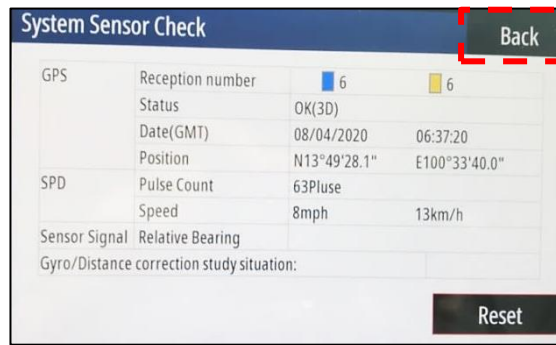 System Sensor Check
Back
GPS Reception number 6 6
Status OK(3D)
Date(GMT) 08/04/2020 06:37:20
Position N13°49'28.1" E100°33'40.0"
SPD Pulse Count 63Pluse
Speed 8mph 13km/h
Sensor Signal Relative Bearing
Gyro/Distance correction study situation:
Reset